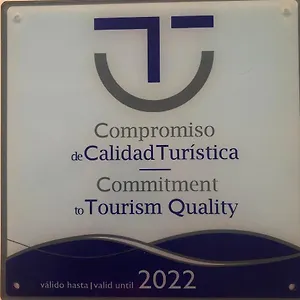 Compromiso
de Calidad Turística
Commitment
to Tourism Quality
válido hasta | valid until 2022